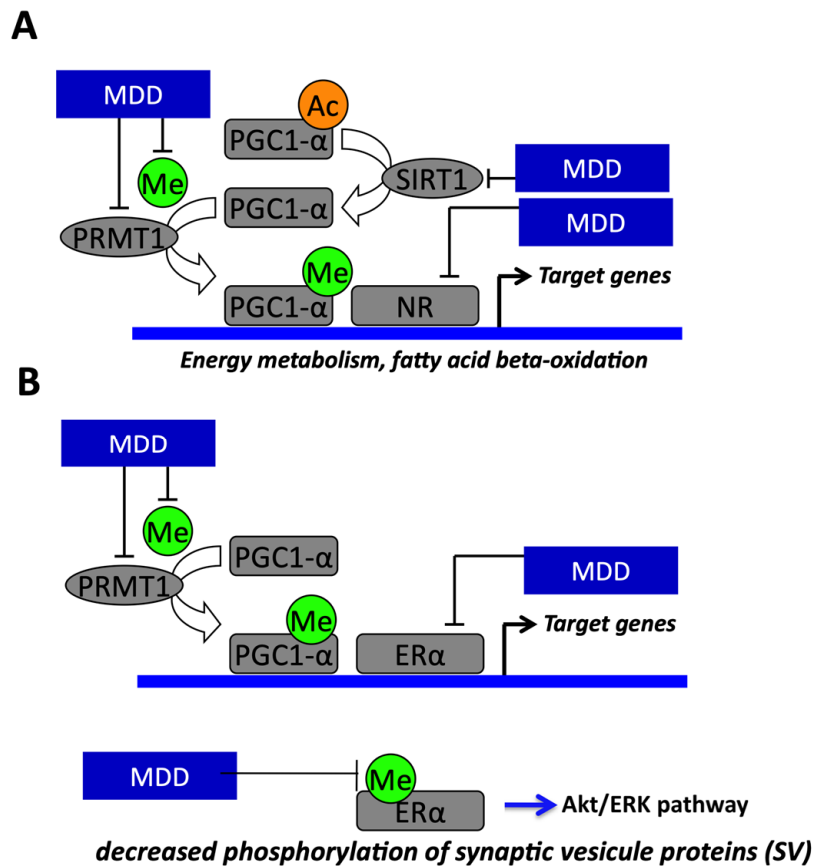 A
MDD
Ac
PGC1-α
Me
SIRT1
MDD
PGC1-α
MDD
PRMT1
Me
Target genes
PGC1-α
NR
Energy metabolism, fatty acid beta-oxidation
B
MDD
Me
PGC1-α
MDD
PRMT1
Me
Target genes
PGC1-α
ERα
MDD
Me
ERα
Akt/ERK pathway
decreased phosphorylation of synaptic vesicule proteins (SV)